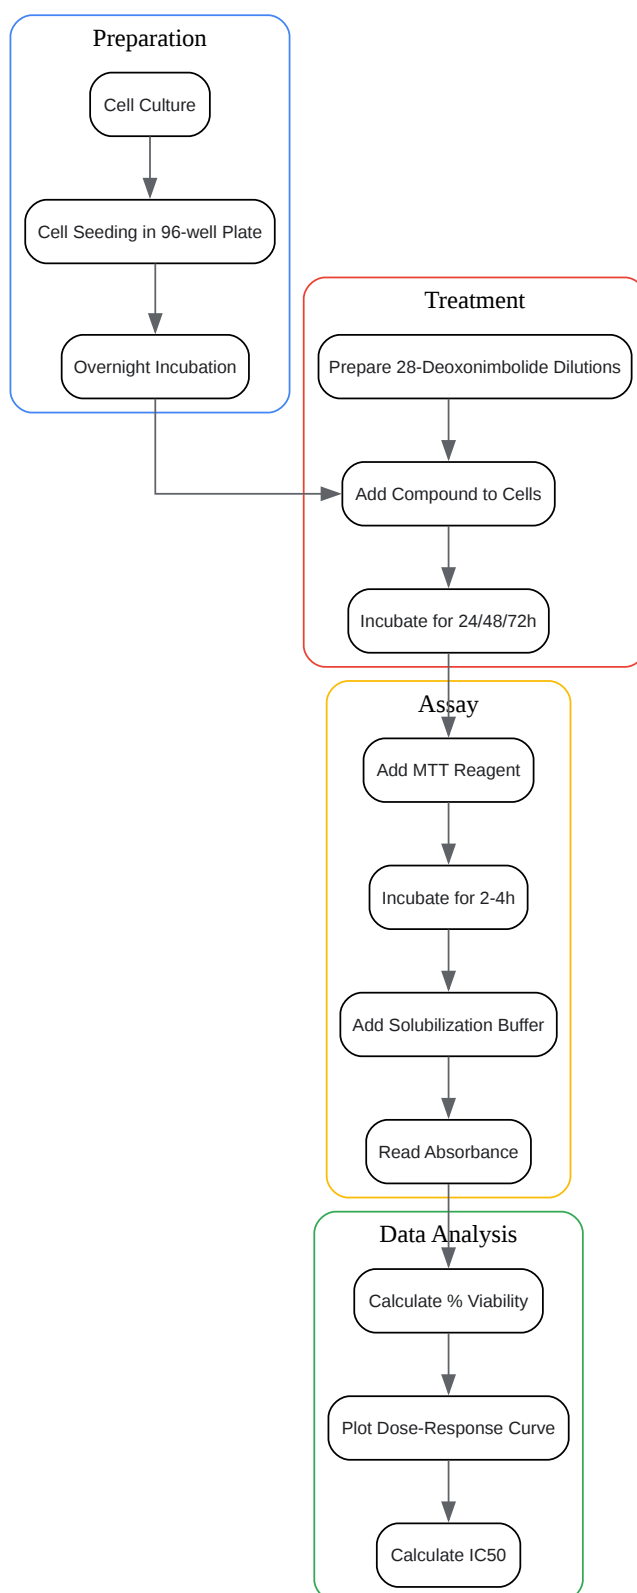 Preparation
Cell Culture
Cell Seeding in 96-well Plate
Overnight Incubation
Treatment
Prepare 28-Deoxonimbolide Dilutions
Add Compound to Cells
Incubate for 24/48/72h
Assay
Add MTT Reagent
Incubate for 2-4h
Add Solubilization Buffer
Read Absorbance
Data Analysis
Calculate % Viability
Plot Dose-Response Curve
Calculate IC50